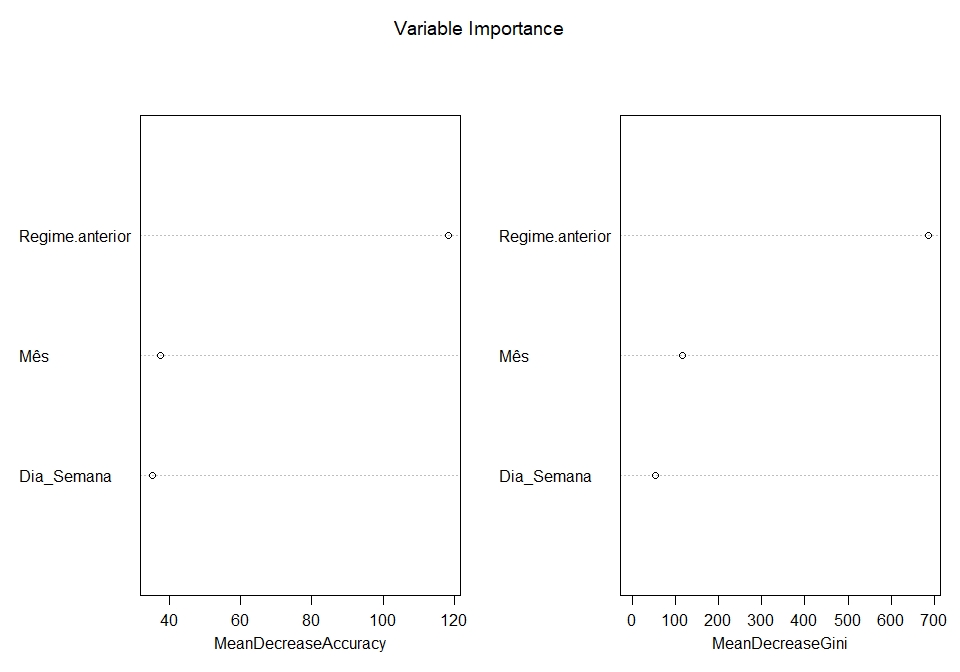 Variable Importance
Regime.anterior
Mês
Dia_Semana
40 60 80 100 120
MeanDecreaseAccuracy
Regime.anterior
Mês
Dia_Semana
0 100 200 300 400 500 600 700
MeanDecreaseGini